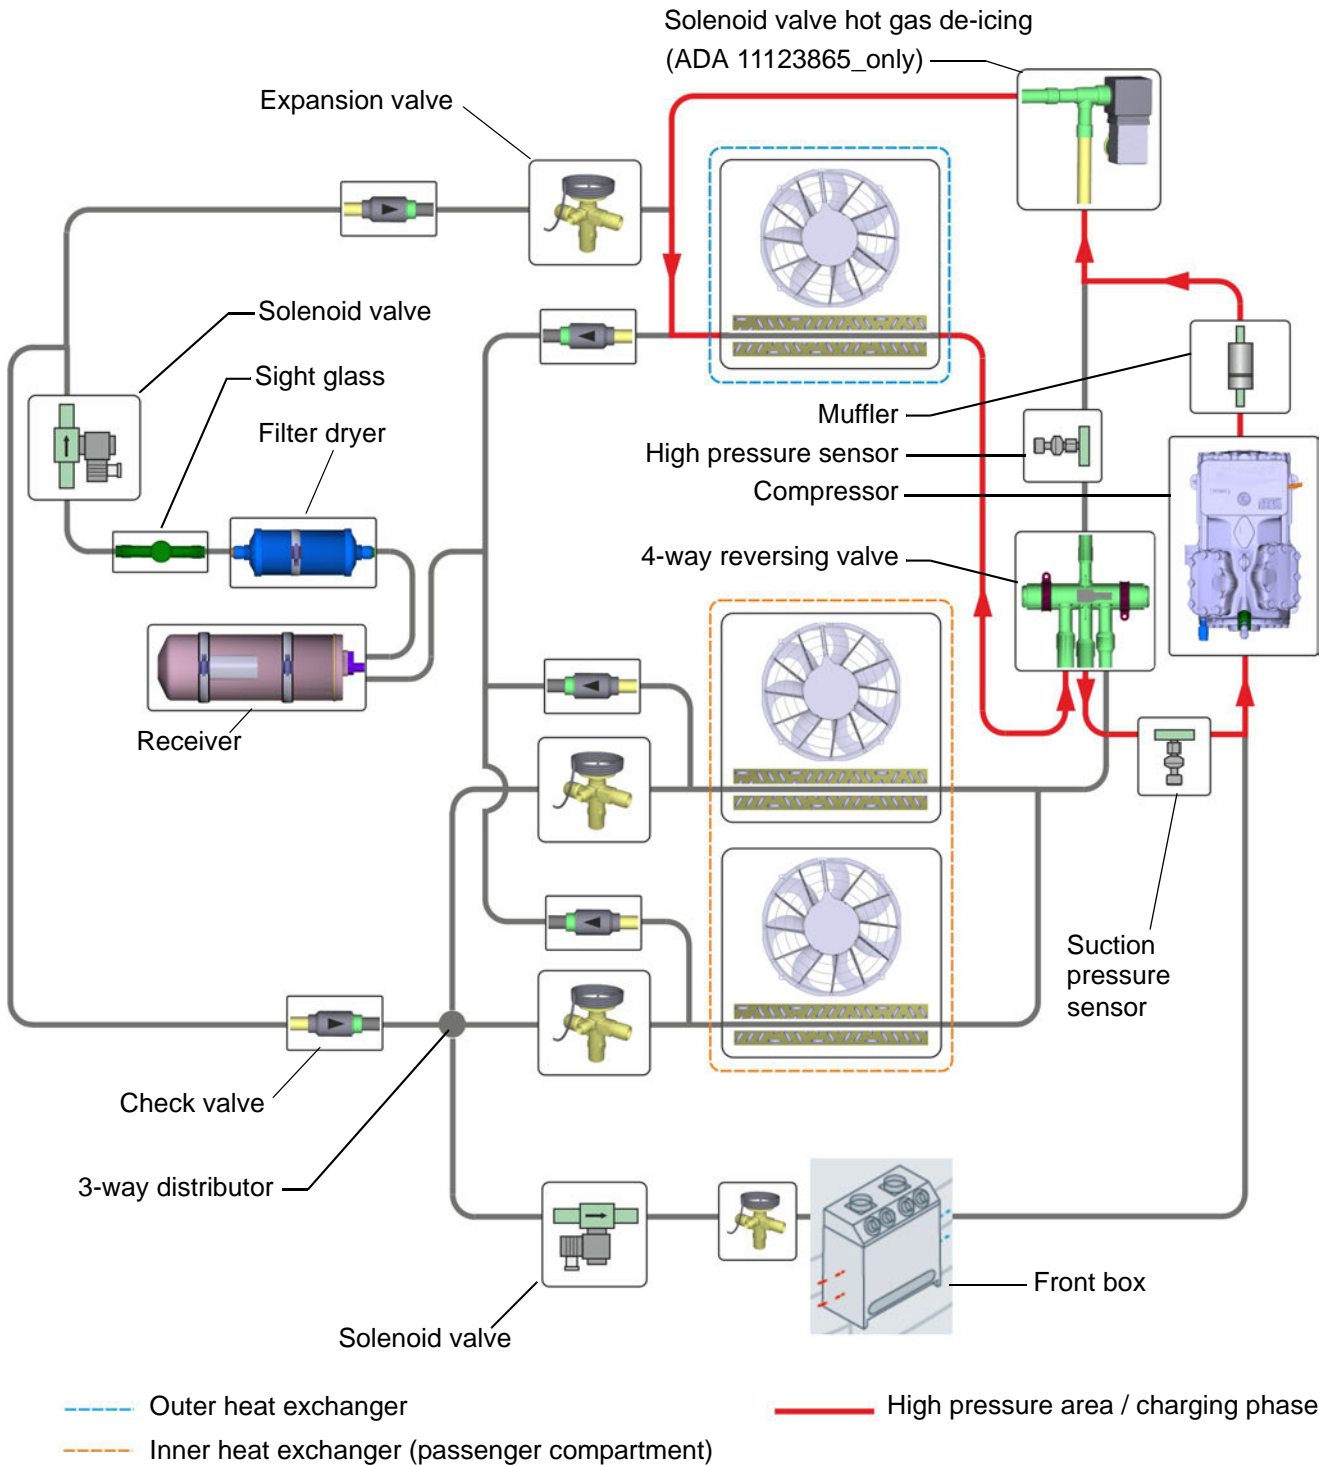 Solenoid valve hot gas de-icing
(ADA 11123865_only)
Expansion valve
Solenoid valve
Sight glass
Filter dryer
Muffler
High pressure sensor
Compressor
4-way reversing valve
Receiver
Suction
pressure
sensor
Check valve
3-way distributor
Front box
Solenoid valve
Outer heat exchanger
High pressure area / charging phase
Inner heat exchanger (passenger compartment)